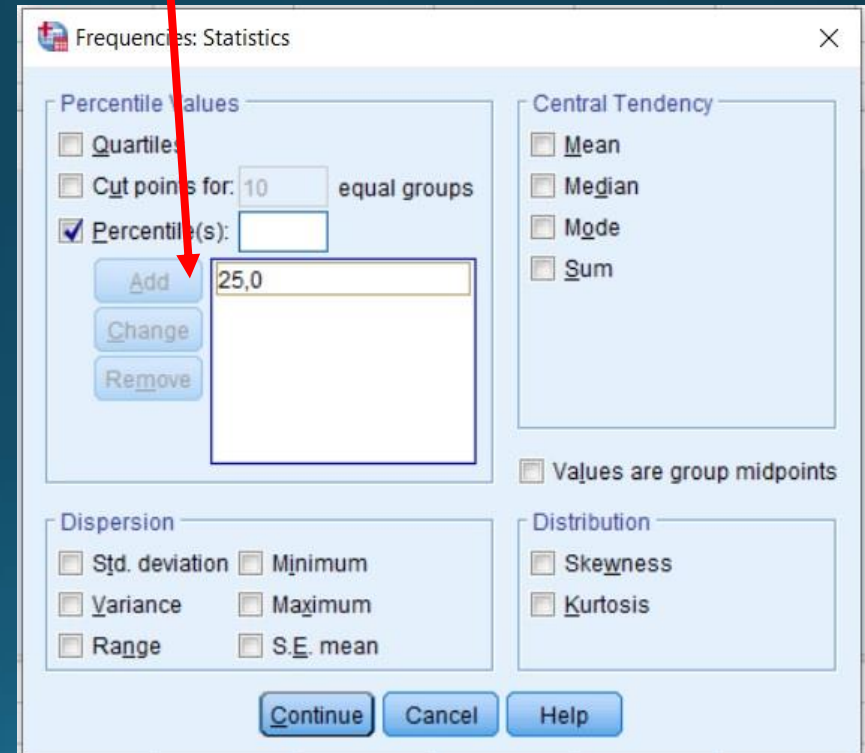 Frequencies: Statistics
Percentile Values
Quartiles
Cut points for: 10 equal groups
Percentile(s):
Add
25,0
Change
Remove
Central Tendency
Mean
Median
Mode
Sum
Values are group midpoints
Dispersion
Std. deviation Minimum
Variance Maximum
Range S.E. mean
Distribution
Skewness
Kurtosis
Continue Cancel Help